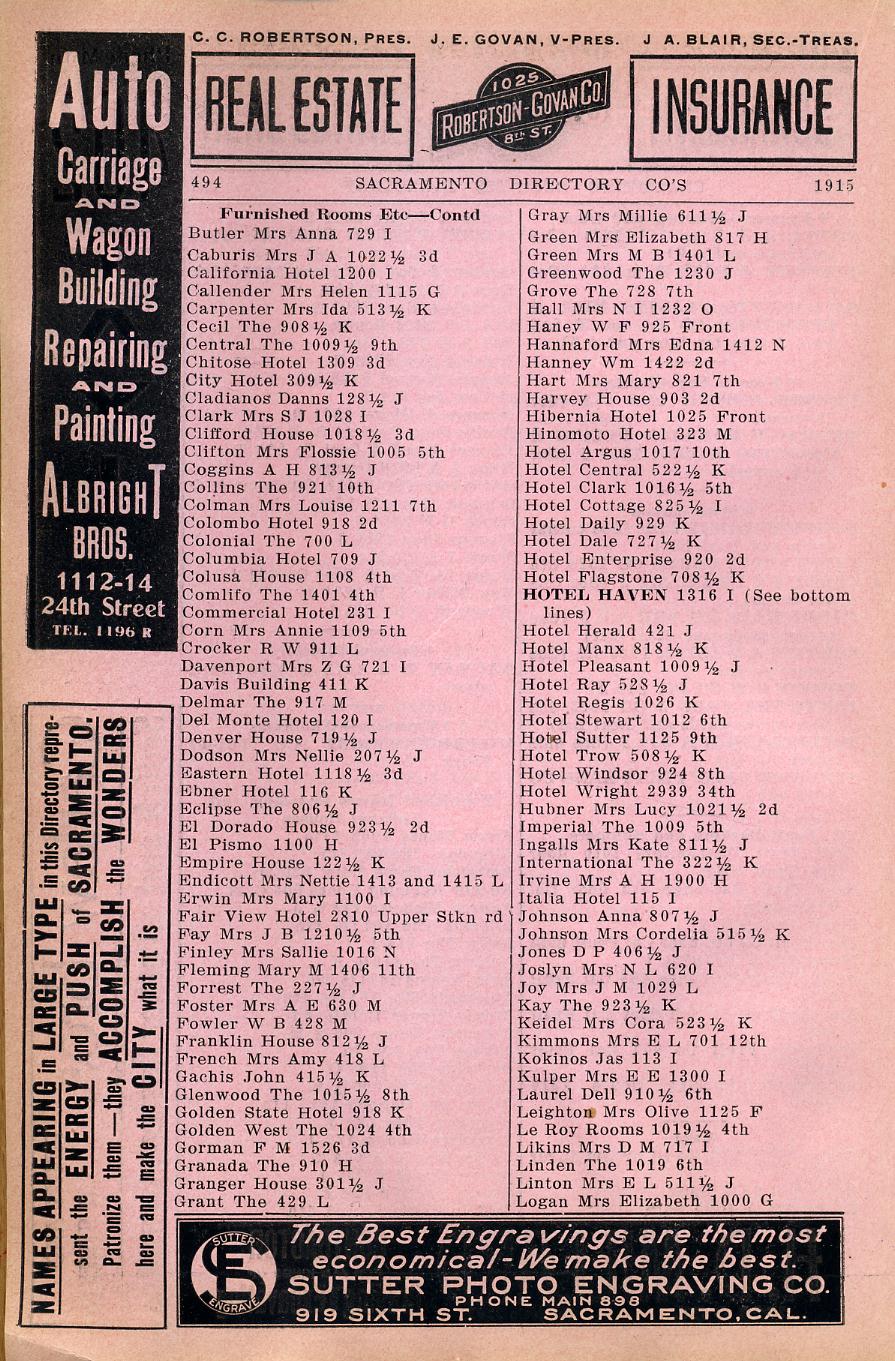 C. C. ROBERTSON, PRES. J. E. GOVAN, V-PRES. J A. BLAIR, SEC.-TREAS.
REAL ESTATE
1025
ROBERTSON-GOVAN CO.
8TH ST.
INSURANCE
494 SACRAMENTO DIRECTORY CO'S 1915
Auto
Carriage
AND
Wagon
Building
Repairing
AND
Painting
ALBRIGHT
BROS.
1112-14
24th Street
TEL. 1196 R
NAMES APPEARING in LARGE TYPE in this Directory repre-
sent the ENERGY and PUSH of SACRAMENTO.
Patronize them — they ACCOMPLISH the WONDERS
here and make the CITY what it is
Furnished Rooms Etc—Contd
Butler Mrs Anna 729 I
Caburis Mrs J A 1022½ 3d
California Hotel 1200 I
Callender Mrs Helen 1115 G
Carpenter Mrs Ida 513½ K
Cecil The 908½ K
Central The 1009½ 9th
Chitose Hotel 1309 3d
City Hotel 309½ K
Cladianos Danns 128½ J
Clark Mrs S J 1028 I
Clifford House 1018½ 3d
Clifton Mrs Flossie 1005 5th
Coggins A H 813½ J
Collins The 921 10th
Colman Mrs Louise 1211 7th
Colombo Hotel 918 2d
Colonial The 700 L
Columbia Hotel 709 J
Colusa House 1108 4th
Comlifo The 1401 4th
Commercial Hotel 231 I
Corn Mrs Annie 1109 5th
Crocker R W 911 L
Davenport Mrs Z G 721 I
Davis Building 411 K
Delmar The 917 M
Del Monte Hotel 120 I
Denver House 719½ J
Dodson Mrs Nellie 207½ J
Eastern Hotel 1118½ 3d
Ebner Hotel 116 K
Eclipse The 806½ J
El Dorado House 923½ 2d
El Pismo 1100 H
Empire House 122½ K
Endicott Mrs Nettie 1413 and 1415 L
Erwin Mrs Mary 1100 I
Fair View Hotel 2810 Upper Stkn rd
Fay Mrs J B 1210½ 5th
Finley Mrs Sallie 1016 N
Fleming Mary M 1406 11th
Forrest The 227½ J
Foster Mrs A E 630 M
Fowler W B 428 M
Franklin House 812½ J
French Mrs Amy 418 L
Gachis John 415½ K
Glenwood The 1015½ 8th
Golden State Hotel 918 K
Golden West The 1024 4th
Gorman F M 1526 3d
Granada The 910 H
Granger House 301½ J
Grant The 429 L
Gray Mrs Millie 611½ J
Green Mrs Elizabeth 817 H
Green Mrs M B 1401 L
Greenwood The 1230 J
Grove The 728 7th
Hall Mrs N I 1232 O
Haney W F 925 Front
Hannaford Mrs Edna 1412 N
Hanney Wm 1422 2d
Hart Mrs Mary 821 7th
Harvey House 903 2d
Hibernia Hotel 1025 Front
Hinomoto Hotel 323 M
Hotel Argus 1017 10th
Hotel Central 522½ K
Hotel Clark 1016½ 5th
Hotel Cottage 825½ I
Hotel Daily 929 K
Hotel Dale 727½ K
Hotel Enterprise 920 2d
Hotel Flagstone 708½ K
HOTEL HAVEN 1316 I (See bottom
lines)
Hotel Herald 421 J
Hotel Manx 818½ K
Hotel Pleasant 1009½ J
Hotel Ray 528½ J
Hotel Regis 1026 K
Hotel Stewart 1012 6th
Hotel Sutter 1125 9th
Hotel Trow 508½ K
Hotel Windsor 924 8th
Hotel Wright 2939 34th
Hubner Mrs Lucy 1021½ 2d
Imperial The 1009 5th
Ingalls Mrs Kate 811½ J
International The 322½ K
Irvine Mrs A H 1900 H
Italia Hotel 115 I
Johnson Anna 807½ J
Johnson Mrs Cordelia 515½ K
Jones D P 406½ J
Joslyn Mrs N L 620 I
Joy Mrs J M 1029 L
Kay The 923½ K
Keidel Mrs Cora 523½ K
Kimmons Mrs E L 701 12th
Kokinos Jas 113 I
Kulper Mrs E E 1300 I
Laurel Dell 910½ 6th
Leighton Mrs Olive 1125 F
Le Roy Rooms 1019½ 4th
Likins Mrs D M 717 I
Linden The 1019 6th
Linton Mrs E L 511½ J
Logan Mrs Elizabeth 1000 G
SUTTER
SE
ENGRAVE
The Best Engravings are the most
economical-We make the best.
SUTTER PHOTO ENGRAVING CO.
PHONE MAIN 898
919 SIXTH ST. SACRAMENTO, CAL.